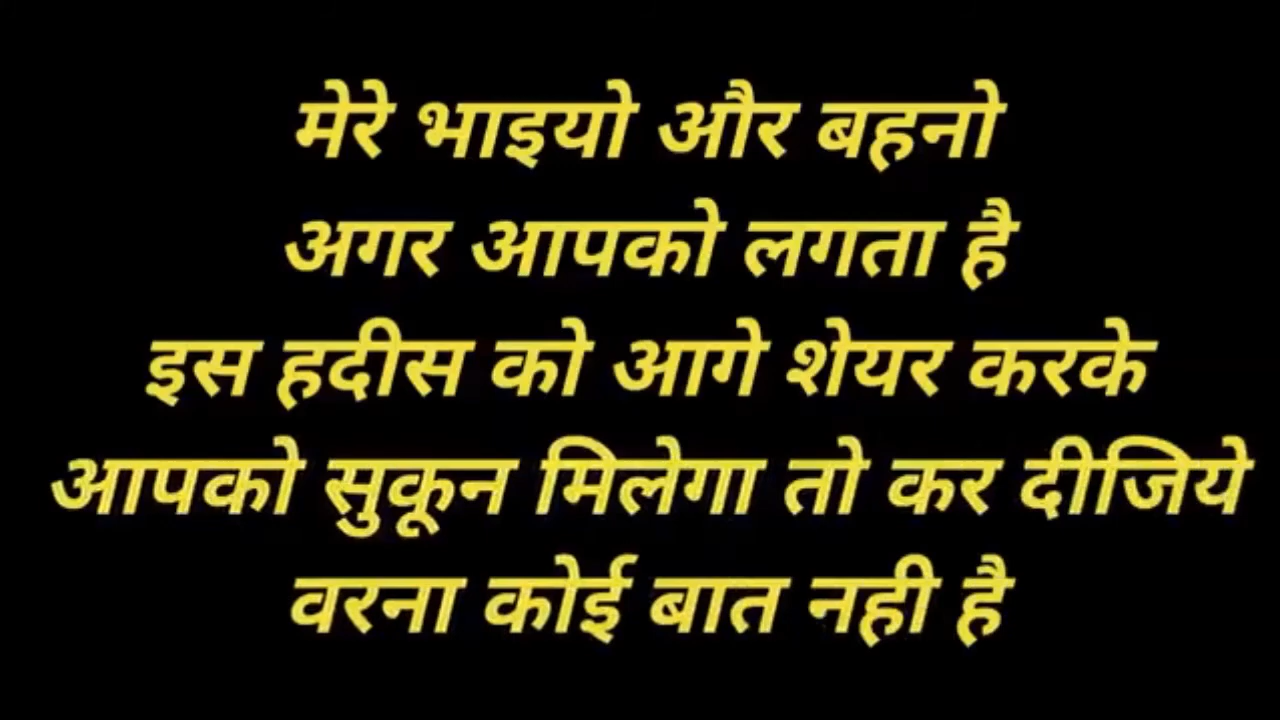 मेरे भाइयो और बहनो
अगर आपको लगता है
इस हदीस को आगे शेयर करके
आपको सुकून मिलेगा तो कर दीजिये
वरना कोई बात नही है